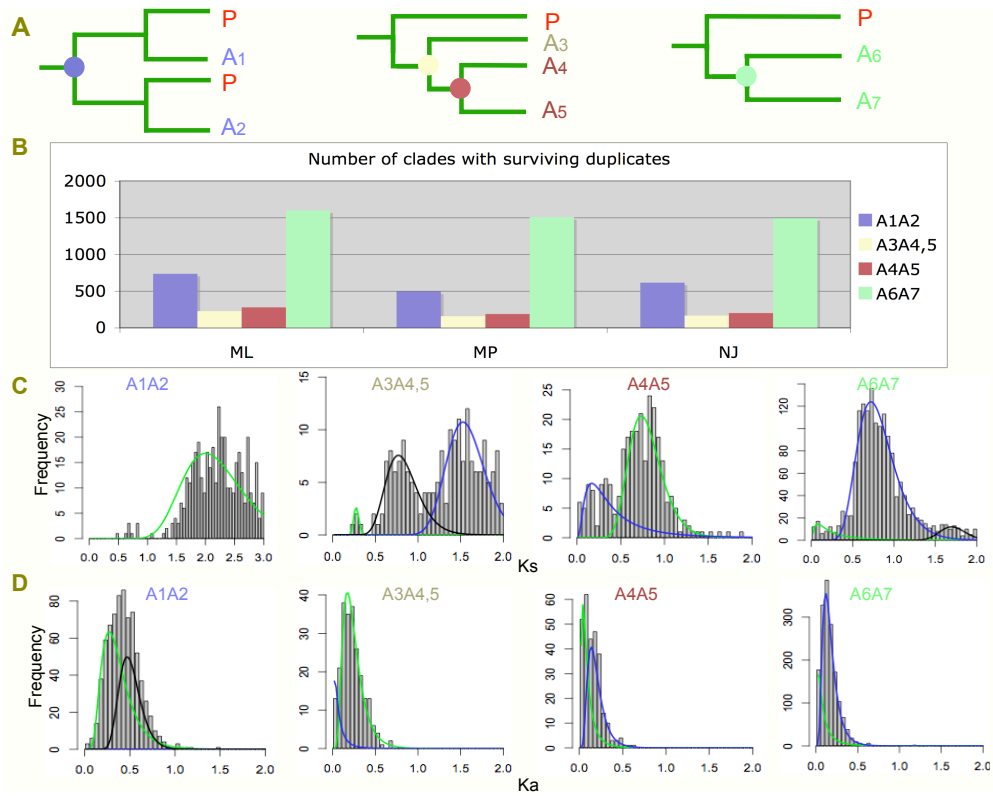 A
P
A1
P
A2
P
A3
A4
A5
P
A6
A7
B
Number of clades with surviving duplicates
2000
1500
1000
500
0
ML MP NJ
A1A2
A3A4,5
A4A5
A6A7
C
A1A2 A3A4,5 A4A5 A6A7
Frequency
30
25
20
15
10
5
0
0.0 0.5 1.0 1.5 2.0 2.5 3.0
15
10
5
0
0.0 0.5 1.0 1.5 2.0
25
20
15
10
5
0
0.0 0.5 1.0 1.5 2.0
120
80
60
40
20
0
0.0 0.5 1.0 1.5 2.0
Ks
D
A1A2 A3A4,5 A4A5 A6A7
Frequency
80
60
40
20
0
0.0 0.5 1.0 1.5 2.0
40
30
20
10
0
0.0 0.5 1.0 1.5 2.0
60
50
40
30
20
10
0
0.0 0.5 1.0 1.5 2.0
300
200
100
0
0.0 0.5 1.0 1.5 2.0
Ka